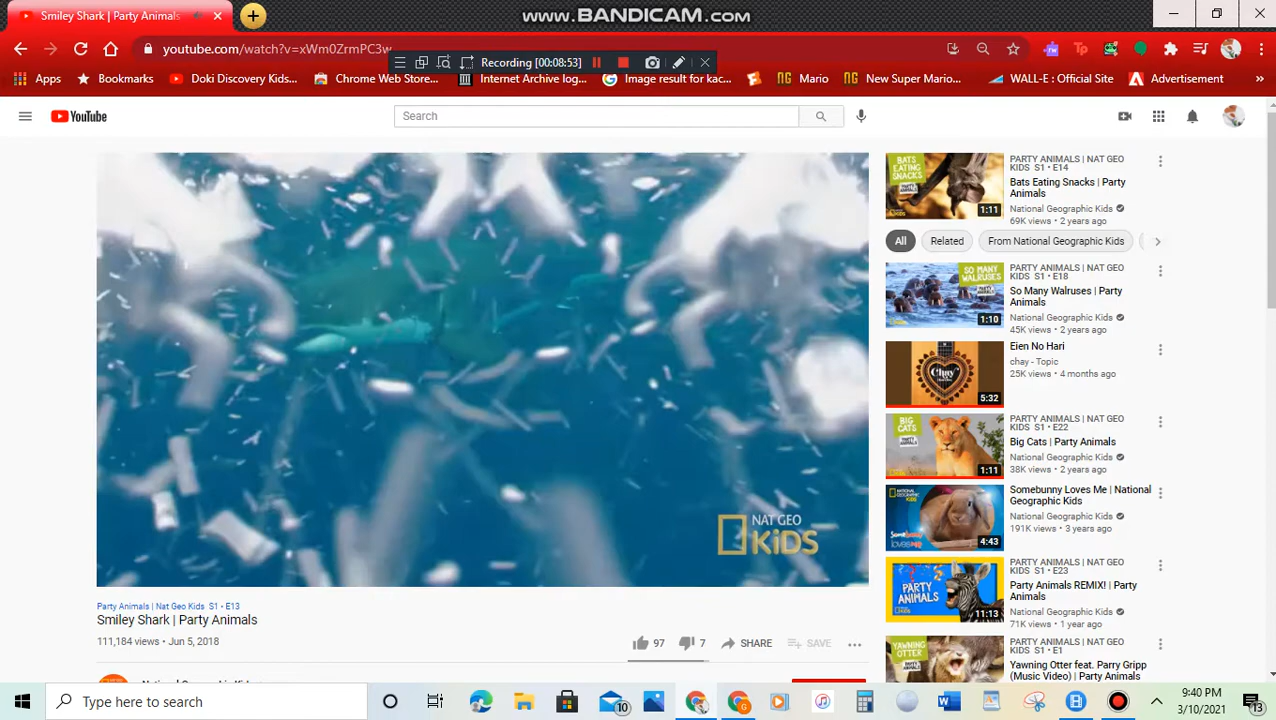 Smiley Shark | Party Animals
WWW.BANDICAM.COM
youtube.com/watch?v=xWm0ZrmPC3w
Recording [00:08:53]
Apps
Bookmarks
Doki Discovery Kids...
Chrome Web Store...
Internet Archive log...
Image result for kac...
Mario
New Super Mario...
WALL-E : Official Site
Advertisement
YouTube
Search
NAT GEO
KiDS
Party Animals | Nat Geo Kids S1 • E13
Smiley Shark | Party Animals
111,184 views • Jun 5, 2018
97
7
SHARE
SAVE
BATS
EATING
SNACKS
PARTY
ANIMALS
1:11
PARTY ANIMALS | NAT GEO
KIDS S1 • E14
Bats Eating Snacks | Party
Animals
National Geographic Kids
69K views • 2 years ago
All
Related
From National Geographic Kids
SO MANY
WALRUSES!
1:10
PARTY ANIMALS | NAT GEO
KIDS S1 • E18
So Many Walruses | Party
Animals
National Geographic Kids
45K views • 2 years ago
Chay
5:32
Eien No Hari
chay - Topic
25K views • 4 months ago
BIG
CATS
1:11
PARTY ANIMALS | NAT GEO
KIDS S1 • E22
Big Cats | Party Animals
National Geographic Kids
38K views • 2 years ago
4:43
Somebunny Loves Me | National
Geographic Kids
National Geographic Kids
191K views • 3 years ago
PARTY
ANIMALS
11:13
PARTY ANIMALS | NAT GEO
KIDS S1 • E23
Party Animals REMIX! | Party
Animals
National Geographic Kids
71K views • 1 year ago
YAWNING
OTTER
PARTY ANIMALS | NAT GEO
KIDS S1 • E1
Yawning Otter feat. Parry Gripp
(Music Video) | Party Animals
Type here to search
10
9:40 PM
3/10/2021
13